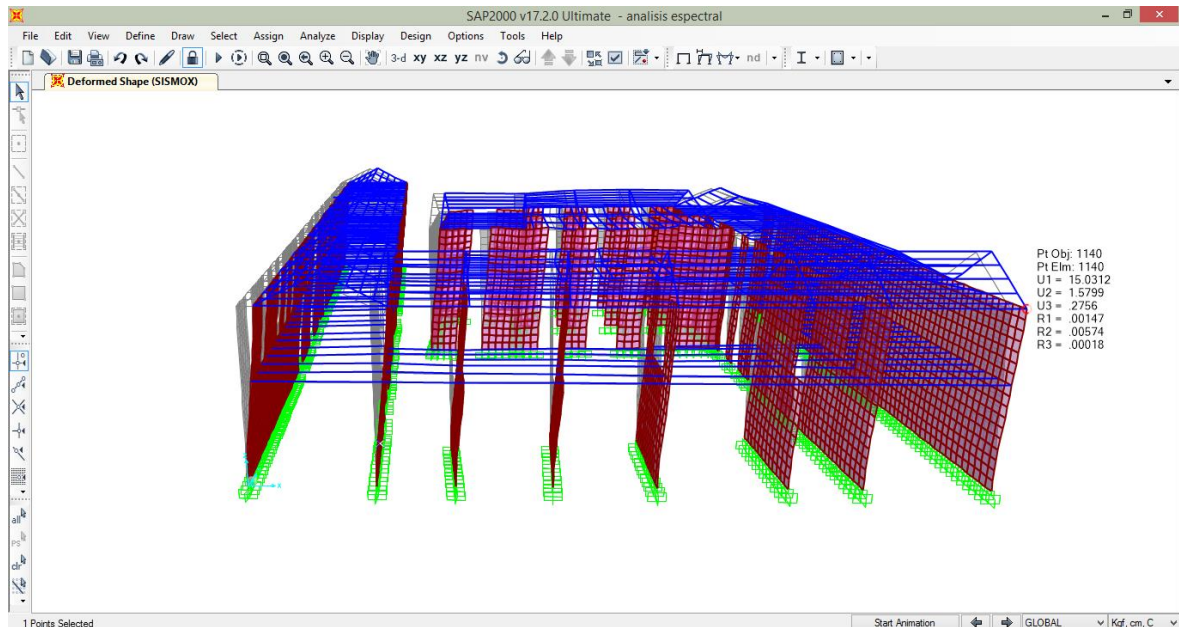 SAP2000 v17.2.0 Ultimate - analisis espectral
File Edit View Define Draw Select Assign Analyze Display Design Options Tools Help
3-d xy xz yz nv
nd
Deformed Shape (SISMOX)
Pt Obj: 1140
Pt Elm: 1140
U1 = 15.0312
U2 = 1.5799
U3 = .2756
R1 = .00147
R2 = .00574
R3 = .00018
x
all
ps
clr
1 Points Selected
Start Animation
GLOBAL
Kgf, cm, C